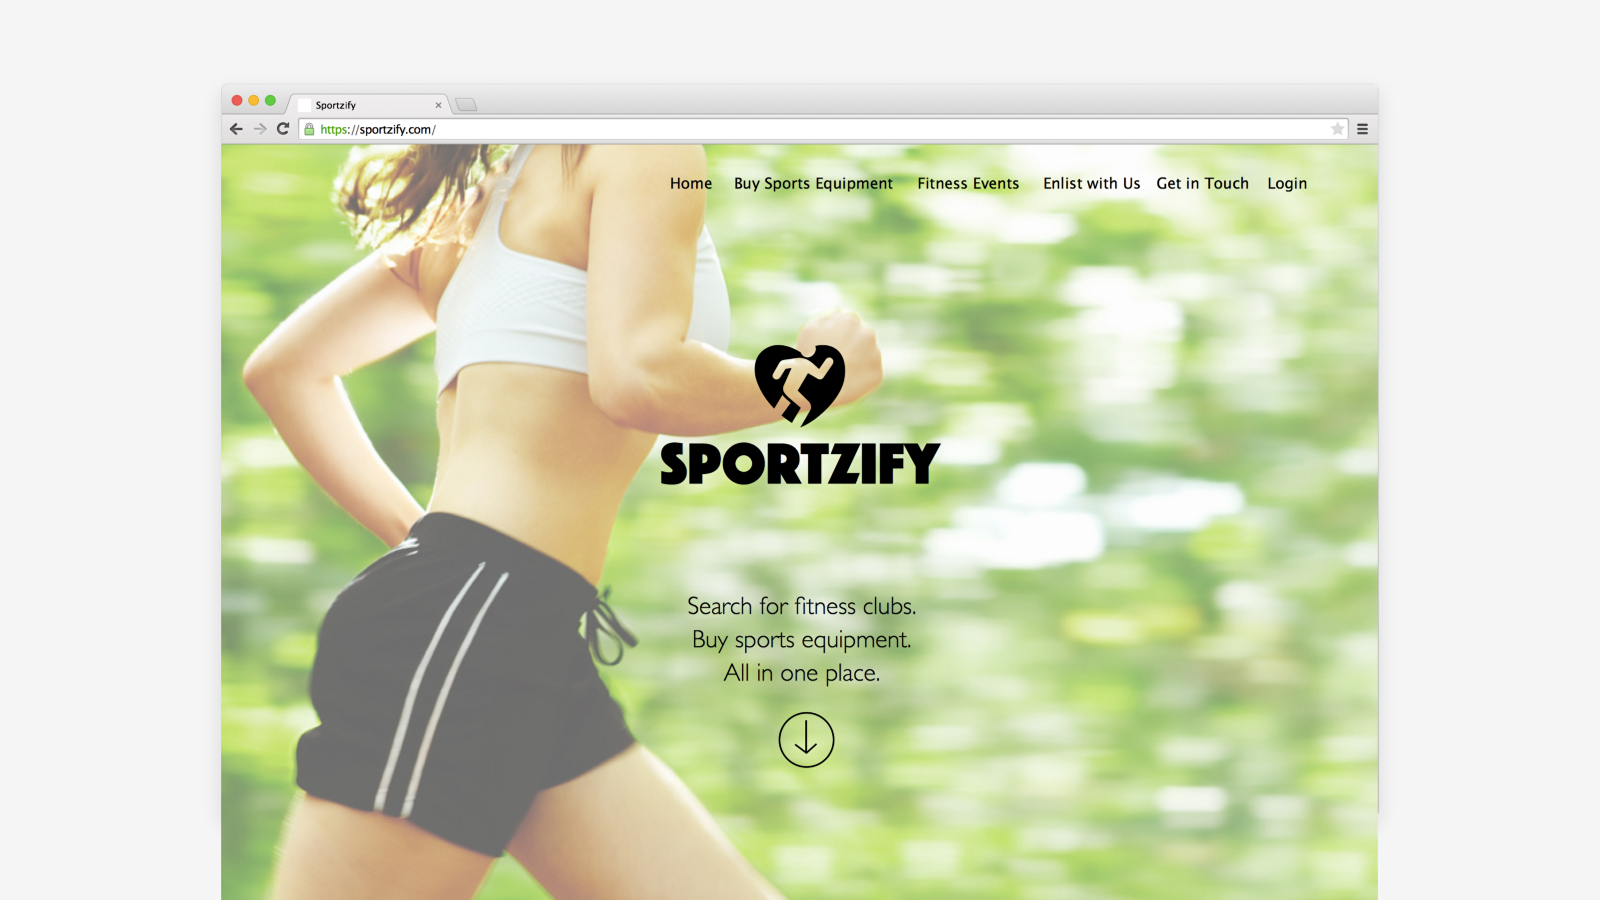 Sportzify
https://sportzify.com/
Home Buy Sports Equipment Fitness Events Enlist with Us Get in Touch Login
SPORTZIFY
Search for fitness clubs.
Buy sports equipment.
All in one place.